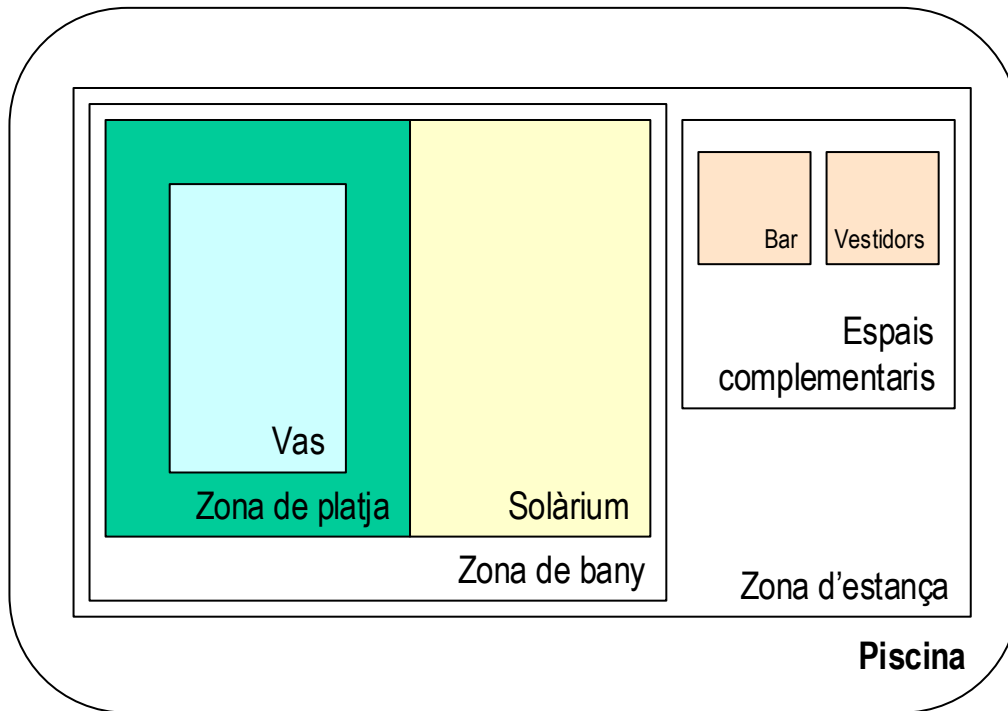 Bar
Vestidors
Espais
complementaris
Vas
Zona de platja
Solàrium
Zona de bany
Zona d'estança
Piscina